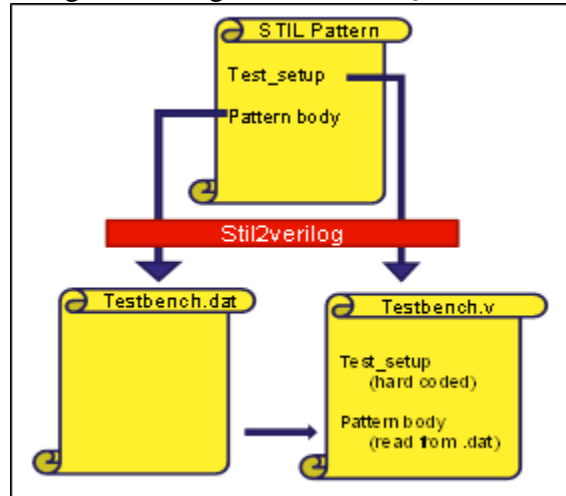 STIL Pattern
Test_setup
Pattern body
Stil2verilog
Testbench.dat
Testbench.v
Test_setup
(hard coded)
Pattern body
(read from .dat)